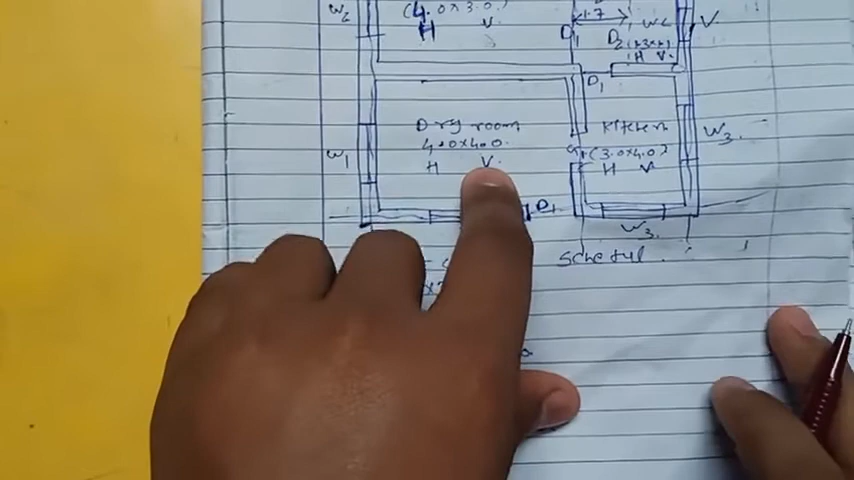 W2 (4.0x3.0)
H V
1.7
D1 D2 WC V
H V
D1
Dry room
4.0x4.0
H V
W1
Kitchen
(3.0x4.0)
H V
W3
D1
W3
Schedul